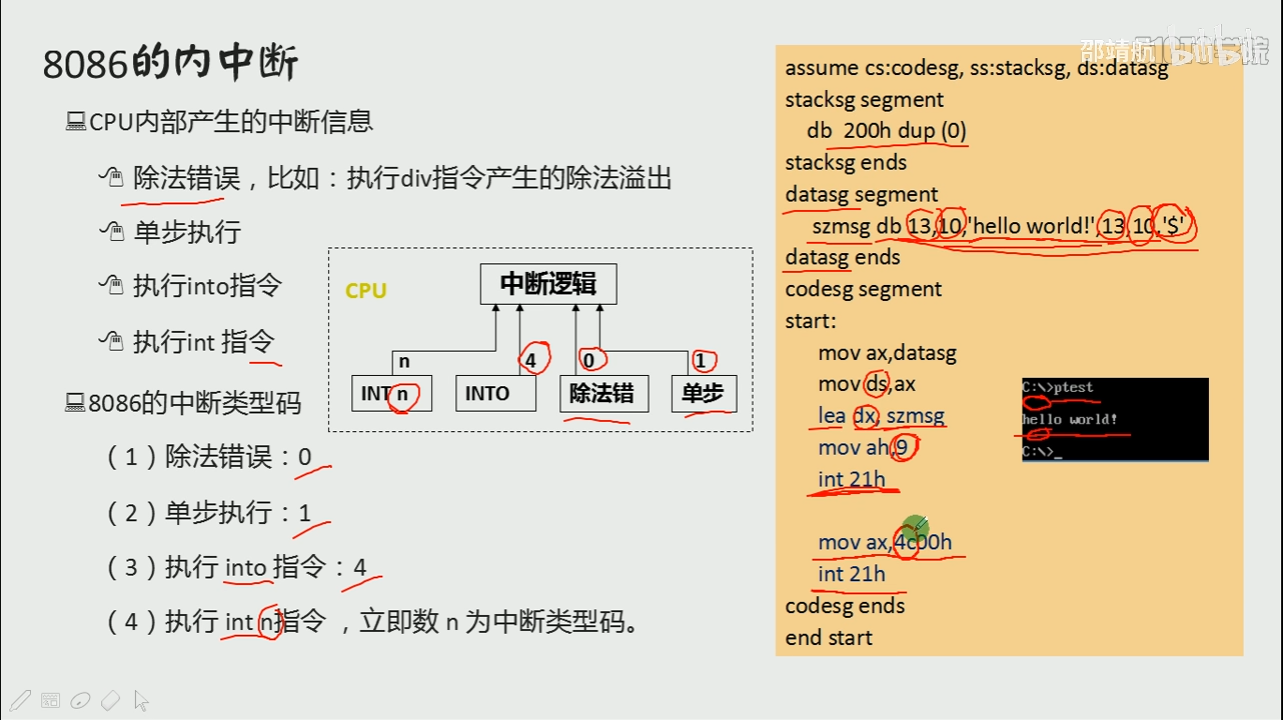 8086的内中断
CPU内部产生的中断信息
除法错误，比如：执行div指令产生的除法溢出
单步执行
执行into指令
执行int 指令
8086的中断类型码
（1）除法错误：0
（2）单步执行：1
（3）执行 into 指令：4
（4）执行 int n指令 ，立即数 n 为中断类型码。
CPU
中断逻辑
n 4 0 1
INT n INTO 除法错 单步
邵靖航
assume cs:codesg, ss:stacksg, ds:datasg
stacksg segment
db 200h dup (0)
stacksg ends
datasg segment
szmsg db 13,10,'hello world!',13,10,'$'
datasg ends
codesg segment
start:
mov ax,datasg
mov ds,ax
lea dx, szmsg
mov ah,9
int 21h
mov ax,4c00h
int 21h
codesg ends
end start
C:\>ptest
hello world!
C:\>_